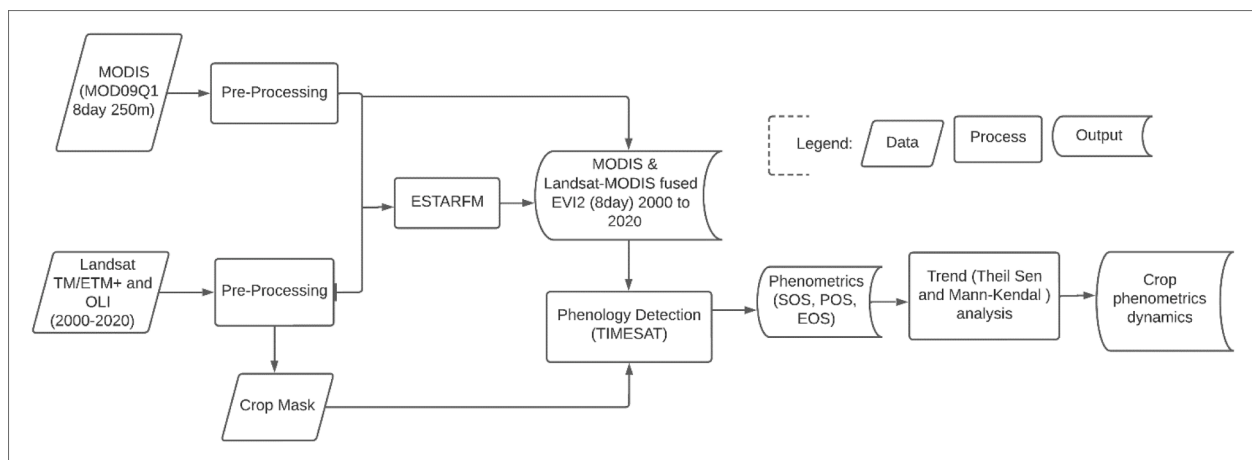 MODIS
(MOD09Q1
8day 250m)
Pre-Processing
Legend:
Data
Process
Output
ESTARFM
MODIS &
Landsat-MODIS fused
EVI2 (8day) 2000 to
2020
Landsat
TM/ETM+ and
OLI
(2000-2020)
Pre-Processing
Phenology Detection
(TIMESAT)
Phenometrics
(SOS, POS,
EOS)
Trend (Theil Sen
and Mann-Kendal )
analysis
Crop
phenometrics
dynamics
Crop Mask